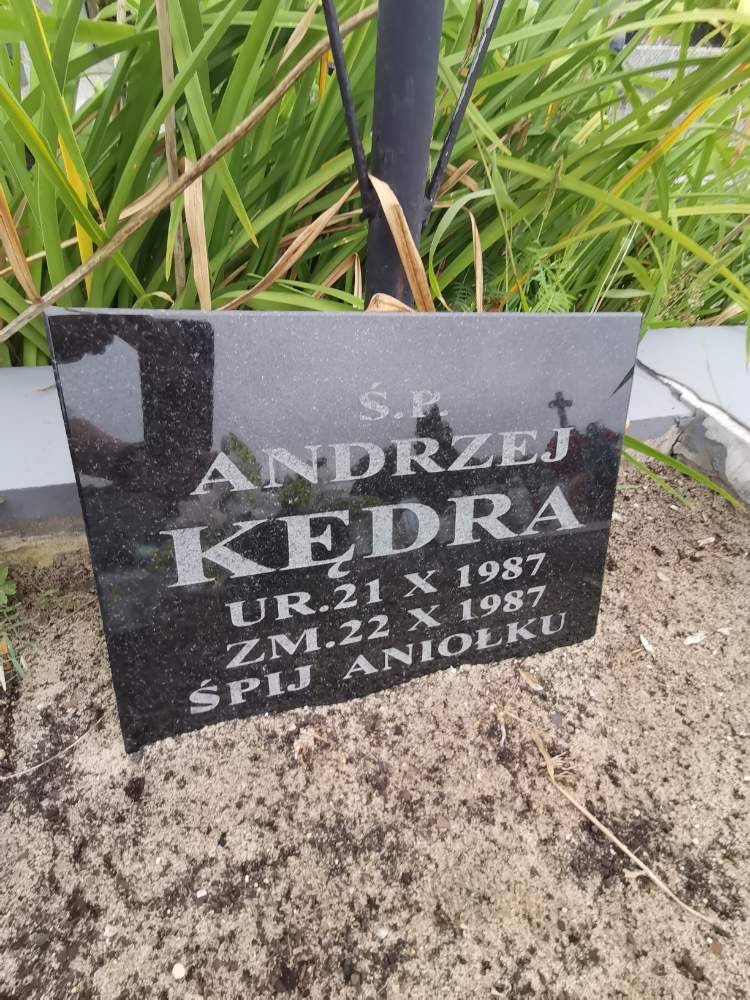 Ś.P.
ANDRZEJ
KĘDRA
UR.21 X 1987
ZM.22 X 1987
ŚPIJ ANIOŁKU